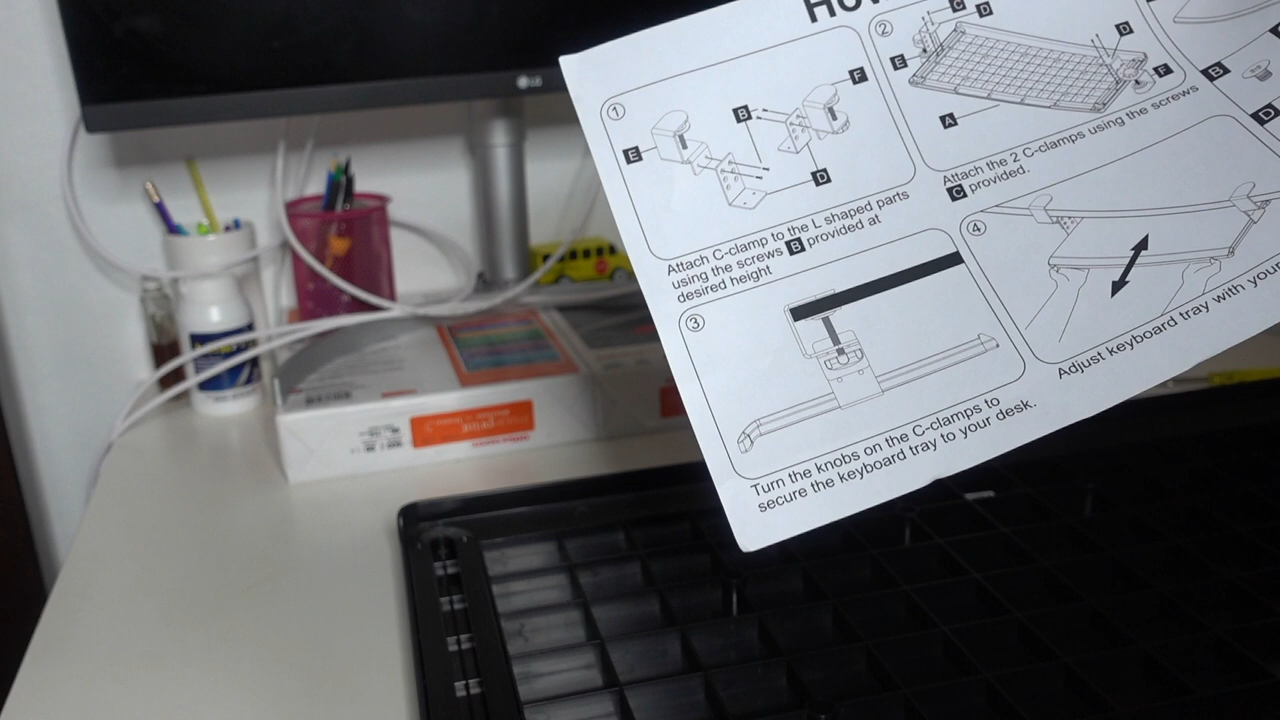 LG
How
1
E
B
F
D
Attach C-clamp to the L shaped parts
using the screws B provided at
desired height
2
C
D
E
D
F
A
Attach the 2 C-clamps using the screws
C provided.
B
D
3
Turn the knobs on the C-clamps to
secure the keyboard tray to your desk.
4
Adjust keyboard tray with your